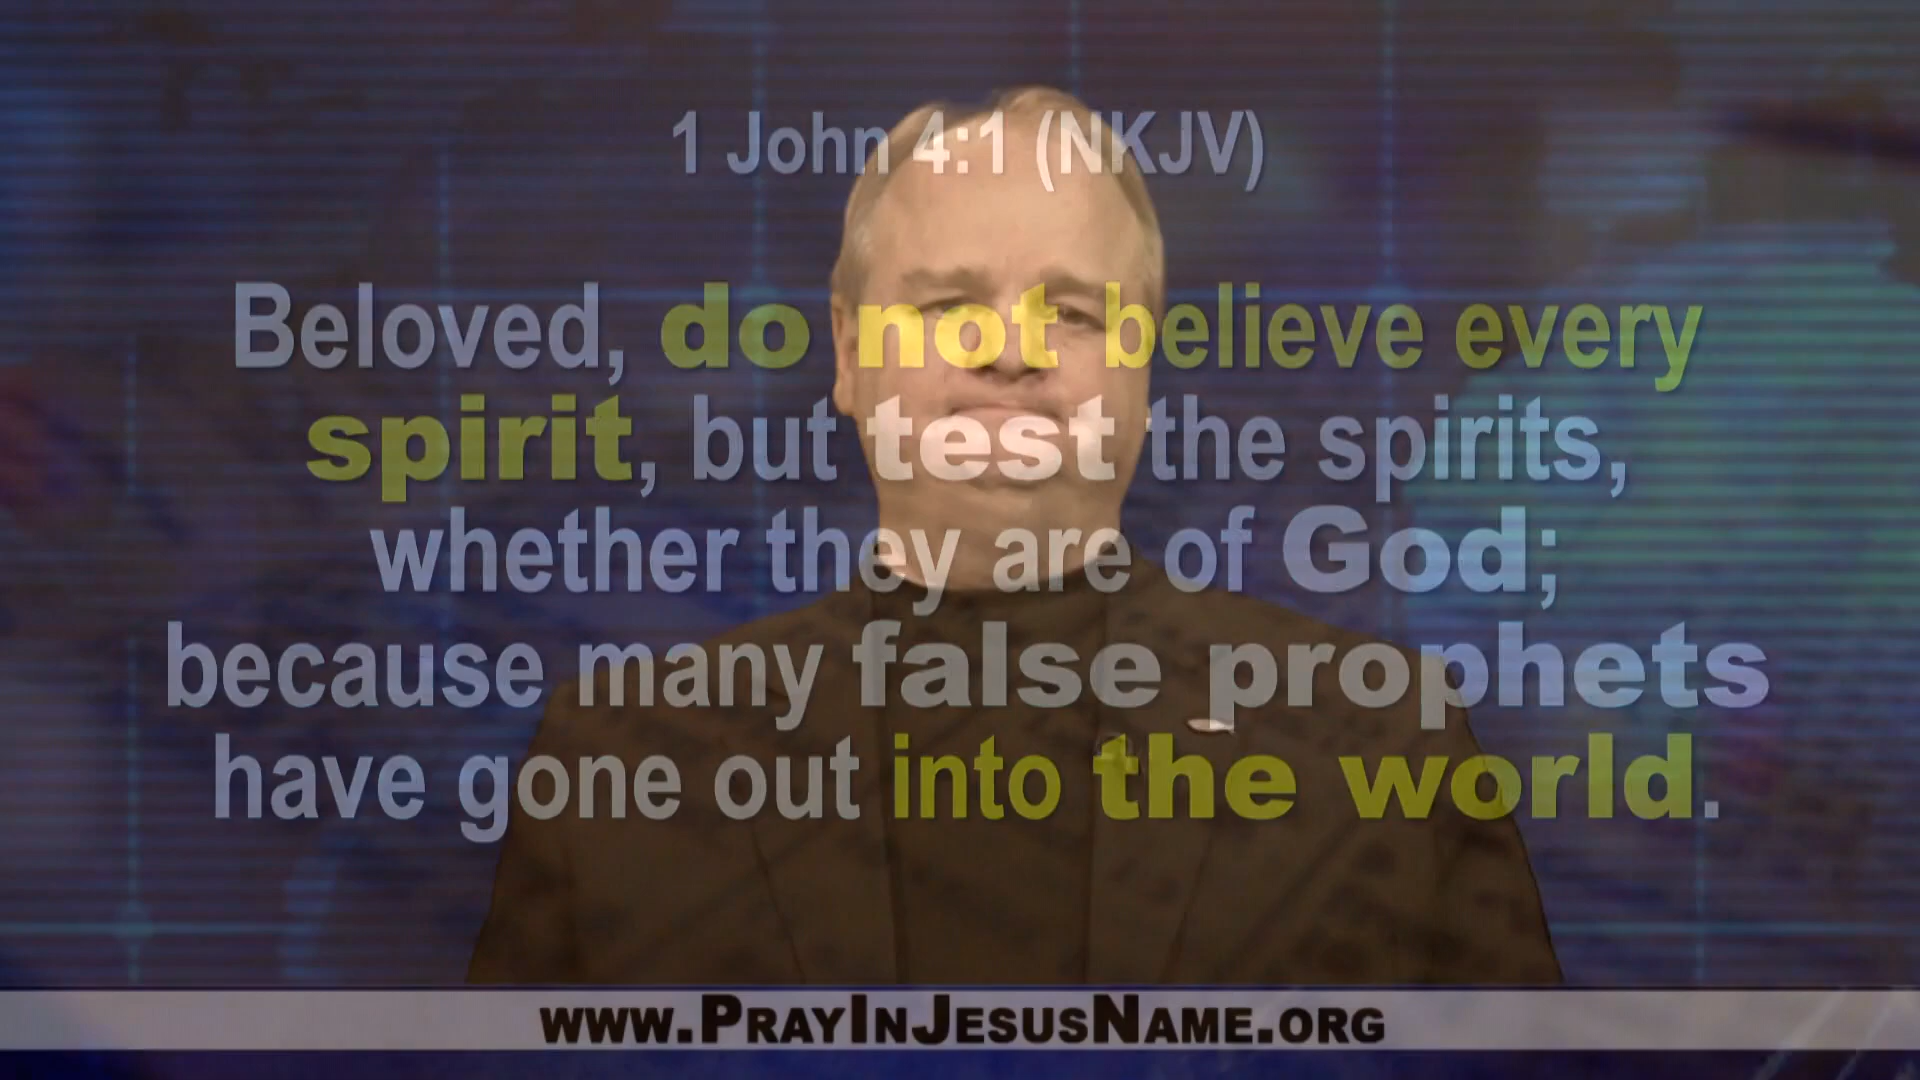 1 John 4:1 (NKJV)
Beloved, do not believe every
spirit, but test the spirits,
whether they are of God;
because many false prophets
have gone out into the world.
www.PrayInJesusName.org